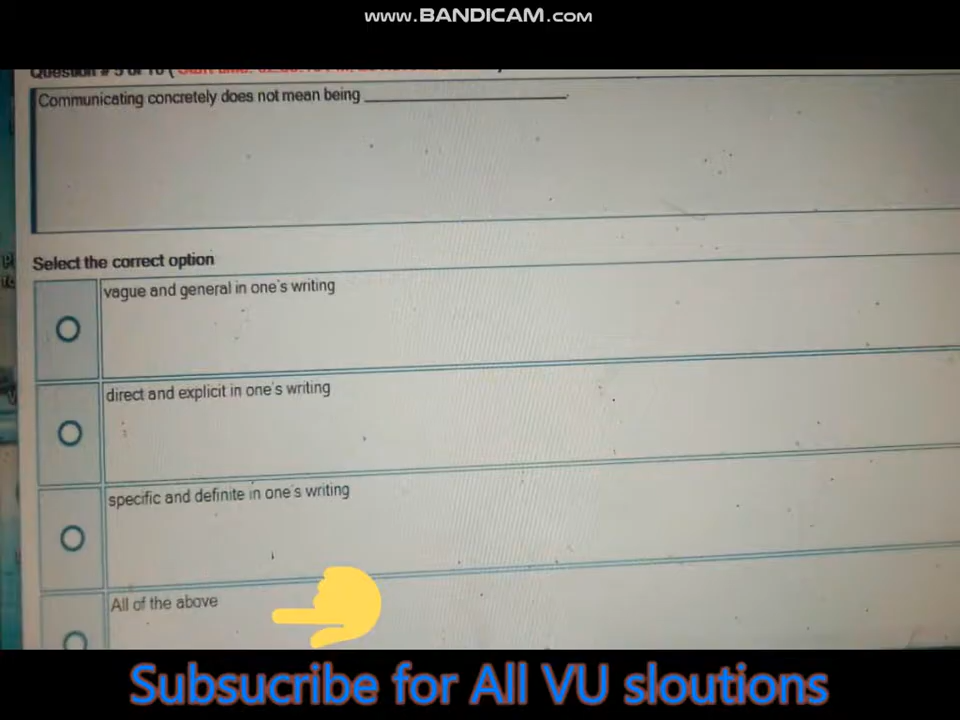 www.BANDICAM.com
Communicating concretely does not mean being ____________________.
Select the correct option
vague and general in one's writing
direct and explicit in one's writing
specific and definite in one's writing
All of the above
Subsucribe for All VU sloutions